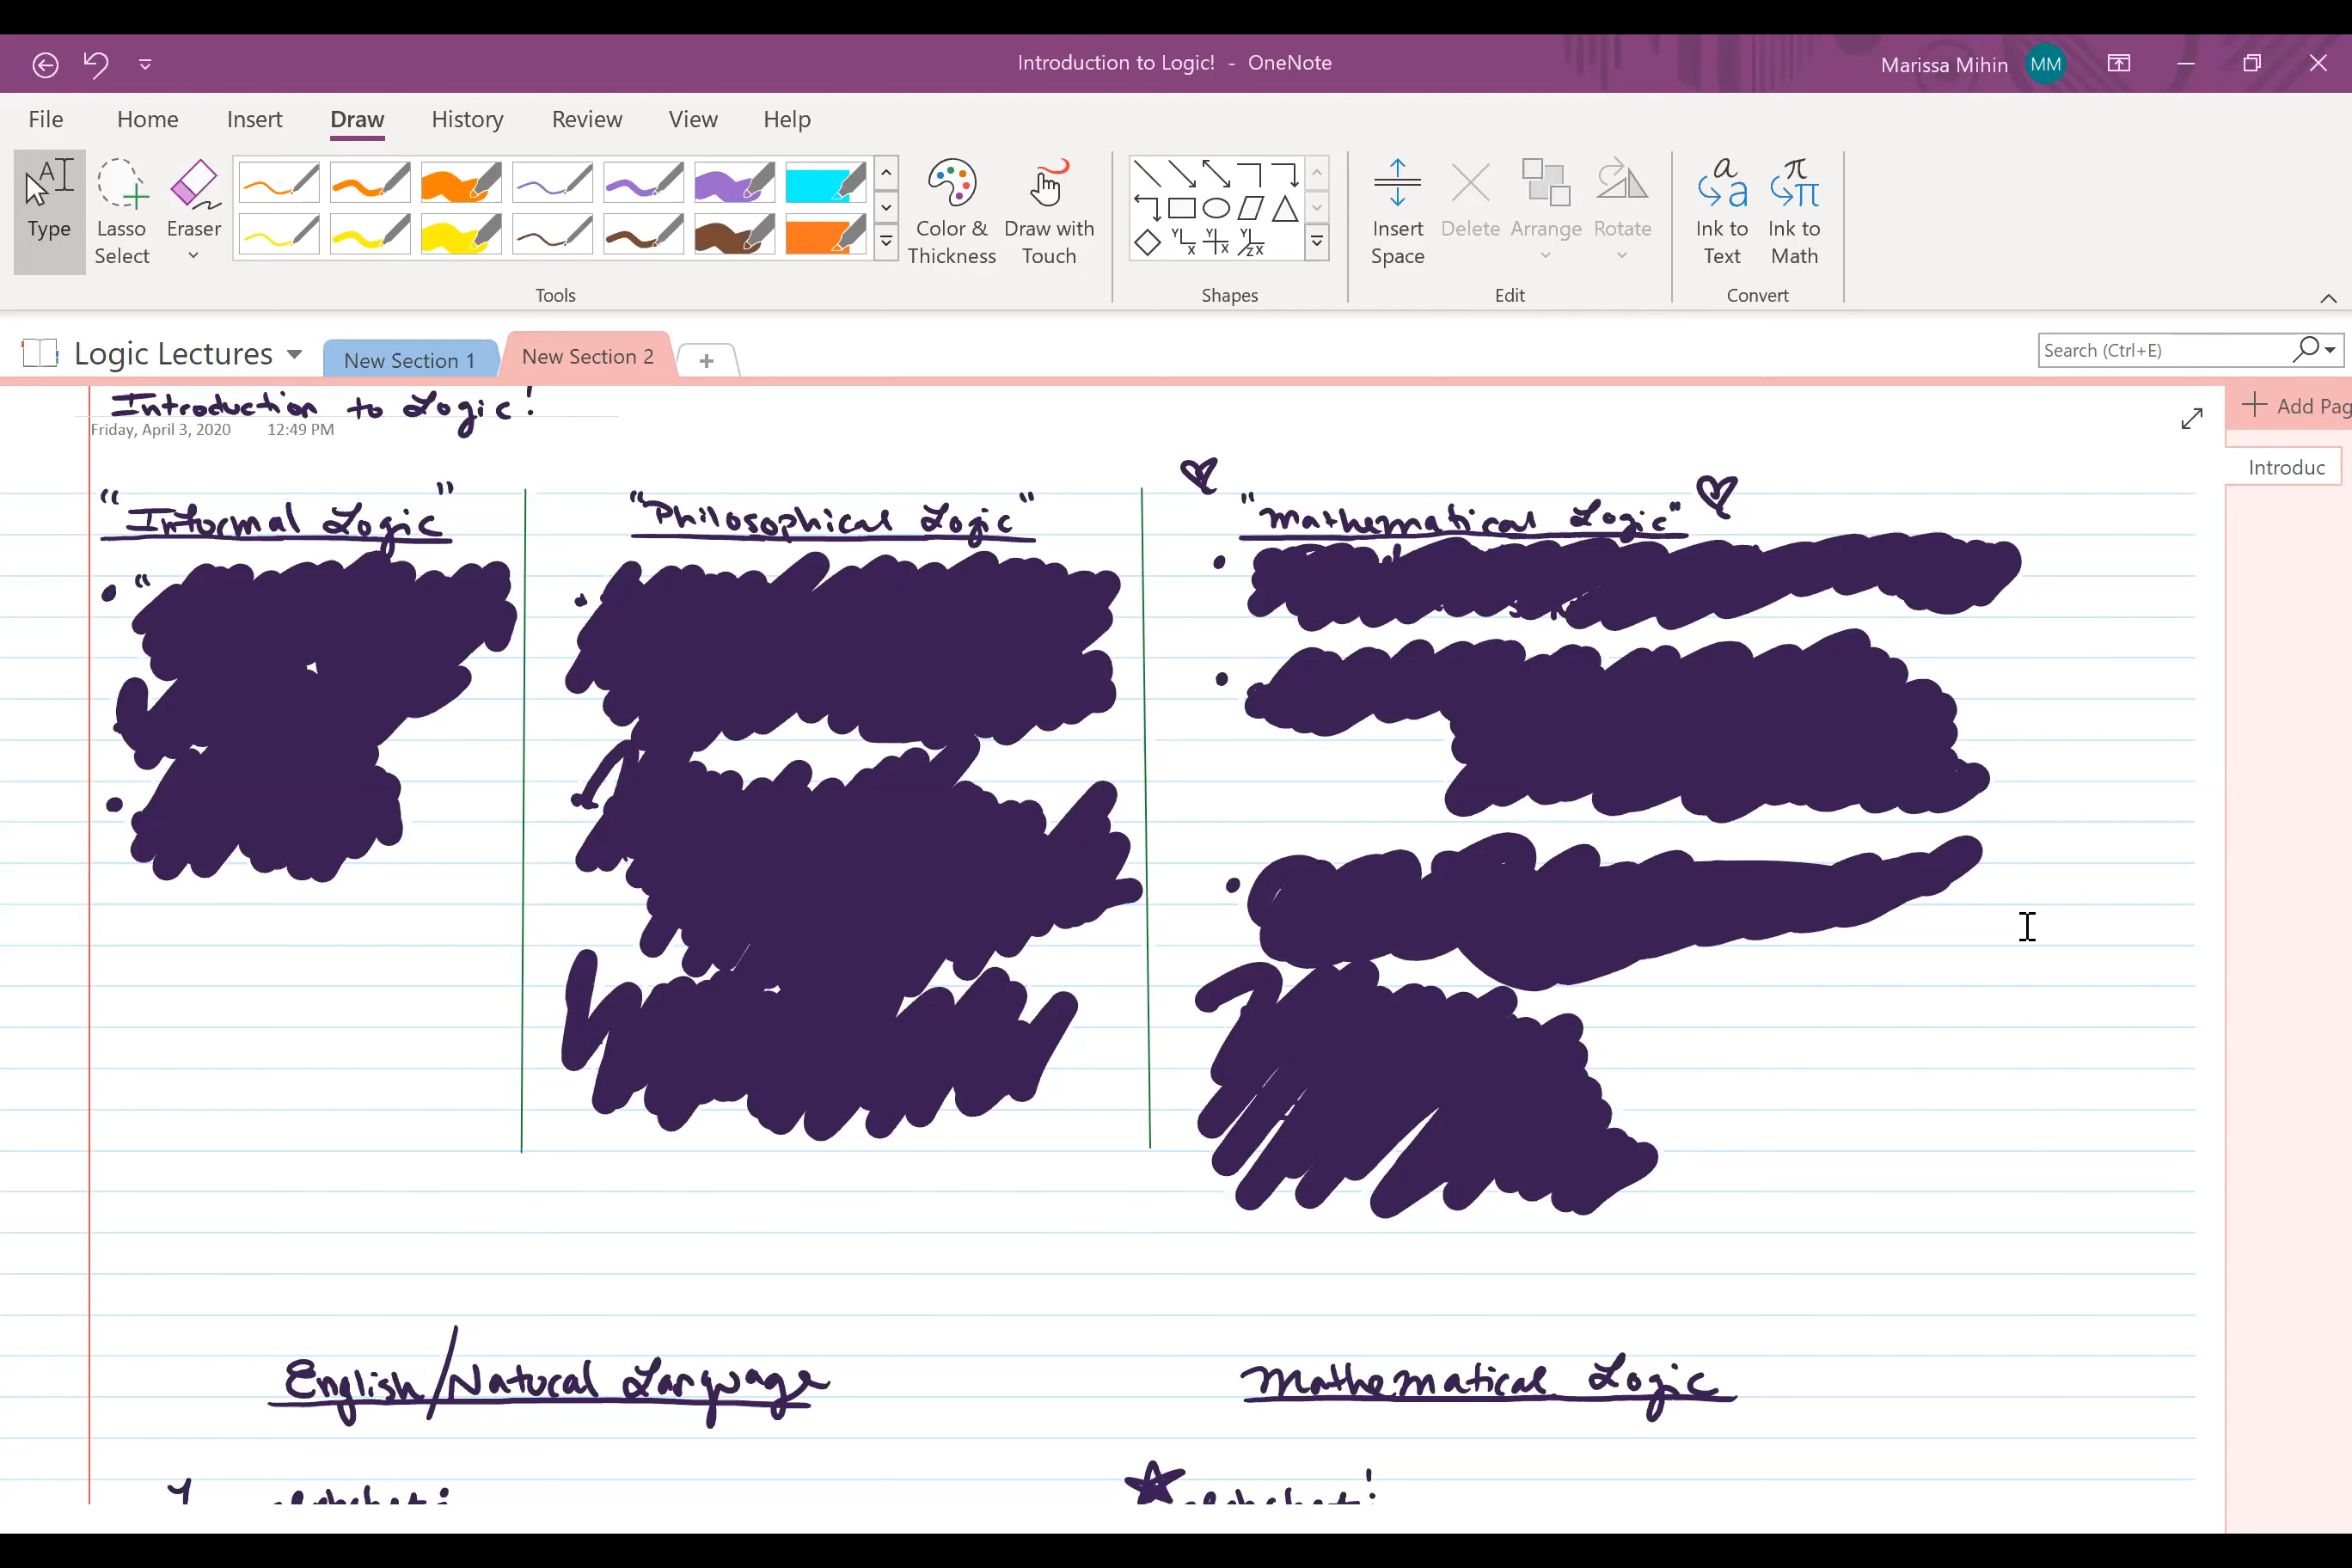 Introduction to Logic! - OneNote
Marissa Mihin MM
File Home Insert Draw History Review View Help
Type
Lasso Select
Eraser
Color & Thickness
Draw with Touch
Insert Space
Delete
Arrange
Rotate
Ink to Text
Ink to Math
Tools
Shapes
Edit
Convert
Logic Lectures
New Section 1
New Section 2
Search (Ctrl+E)
Introduction to Logic!
Friday, April 3, 2020 12:49 PM
Add Pag
Introduc
"Informal Logic"
"Philosophical Logic"
"Mathematical Logic"
English/Natural Language
Mathematical Logic